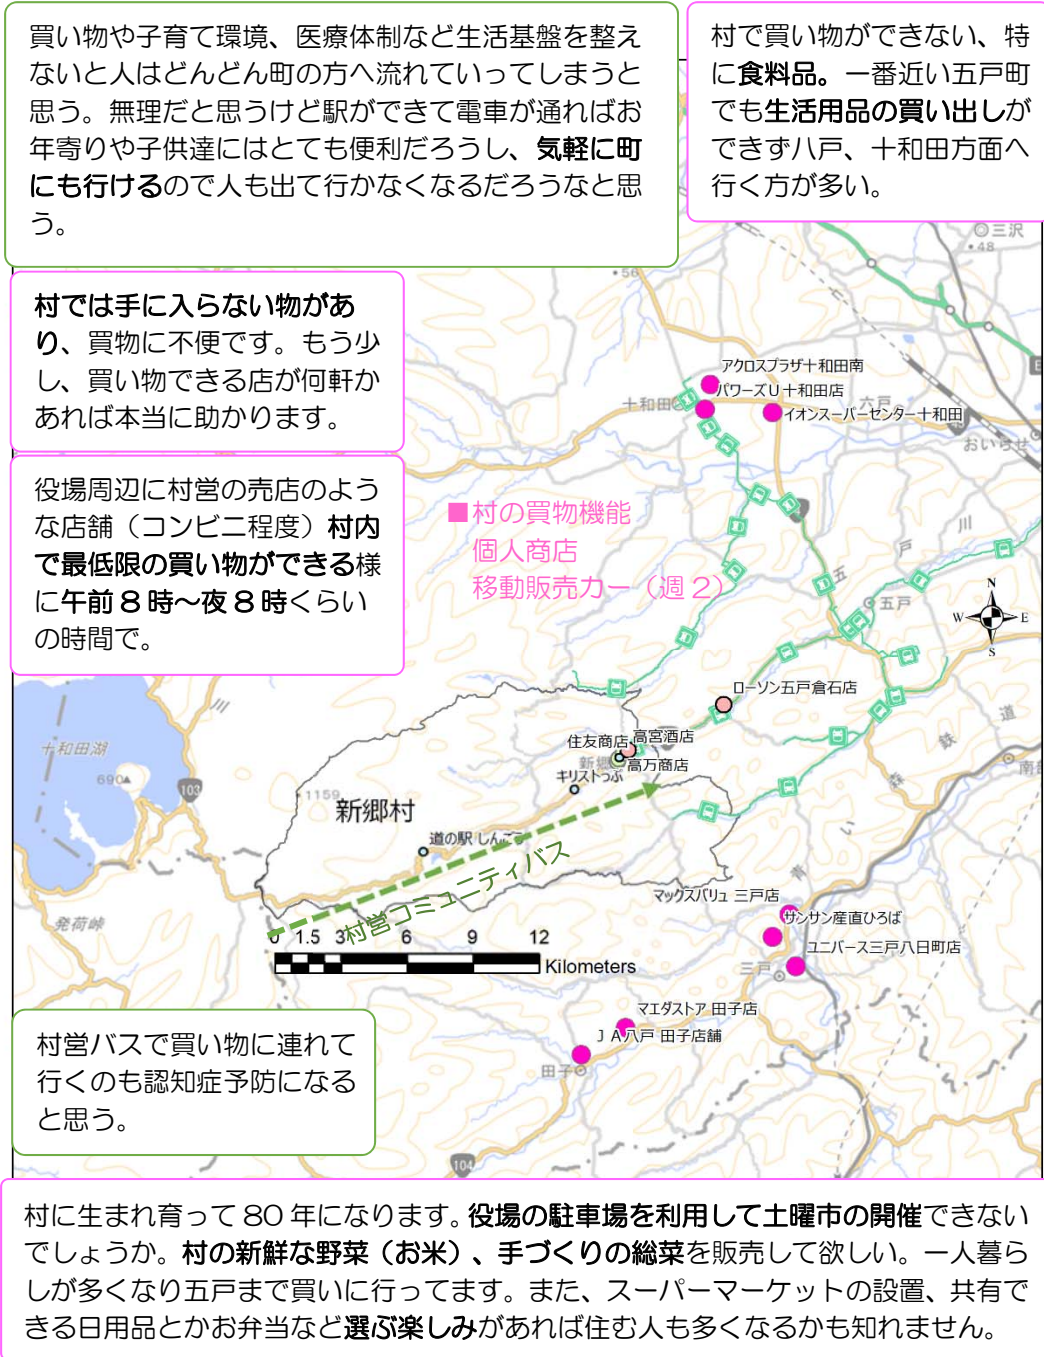 買い物や子育て環境、医療体制など生活基盤を整え
ないと人はどんどん町の方へ流れていってしまうと
思う。無理だと思うけど駅ができて電車が通ればお
年寄りや子供達にはとても便利だろうし、気軽に町
にも行けるので人も出て行かなくなるだろうなと思
う。
村で買い物ができない、特
に食料品。一番近い五戸町
でも生活用品の買い出しが
できず八戸、十和田方面へ
行く方が多い。
村では手に入らない物があ
り、買物に不便です。もう少
し、買い物できる店が何軒か
あれば本当に助かります。
役場周辺に村営の売店のよう
な店舗（コンビニ程度）村内
で最低限の買い物ができる様
に午前８時～夜８時くらい
の時間で。
■村の買物機能
個人商店
移動販売カー（週２）
三沢
・48
・56
アクロスプラザ十和田南
パワーズU十和田店
十和田
イオンスーパーセンター十和田
六戸
おいらせ
五戸
川
戸
五
N
W
E
S
ローソン五戸倉石店
住友商店
高宮酒店
新郷
高万商店
キリストっぷ
十和田湖
690
川
103
・1159
新郷村
道の駅 しんごう
村営コミュニティバス
発荷峠
道
鉄
森
い
青
南部
マックスバリュ 三戸店
サンサン産直ひろば
ユニバース三戸八日町店
三戸
0 1.5 3 6 9 12
Kilometers
マエダストア 田子店
ＪＡ八戸 田子店舗
田子
104
村営バスで買い物に連れて
行くのも認知症予防になる
と思う。
村に生まれ育って８０年になります。役場の駐車場を利用して土曜市の開催できない
でしょうか。村の新鮮な野菜（お米）、手づくりの総菜を販売して欲しい。一人暮ら
しが多くなり五戸まで買いに行ってます。また、スーパーマーケットの設置、共有で
きる日用品とかお弁当など選ぶ楽しみがあれば住む人も多くなるかも知れません。